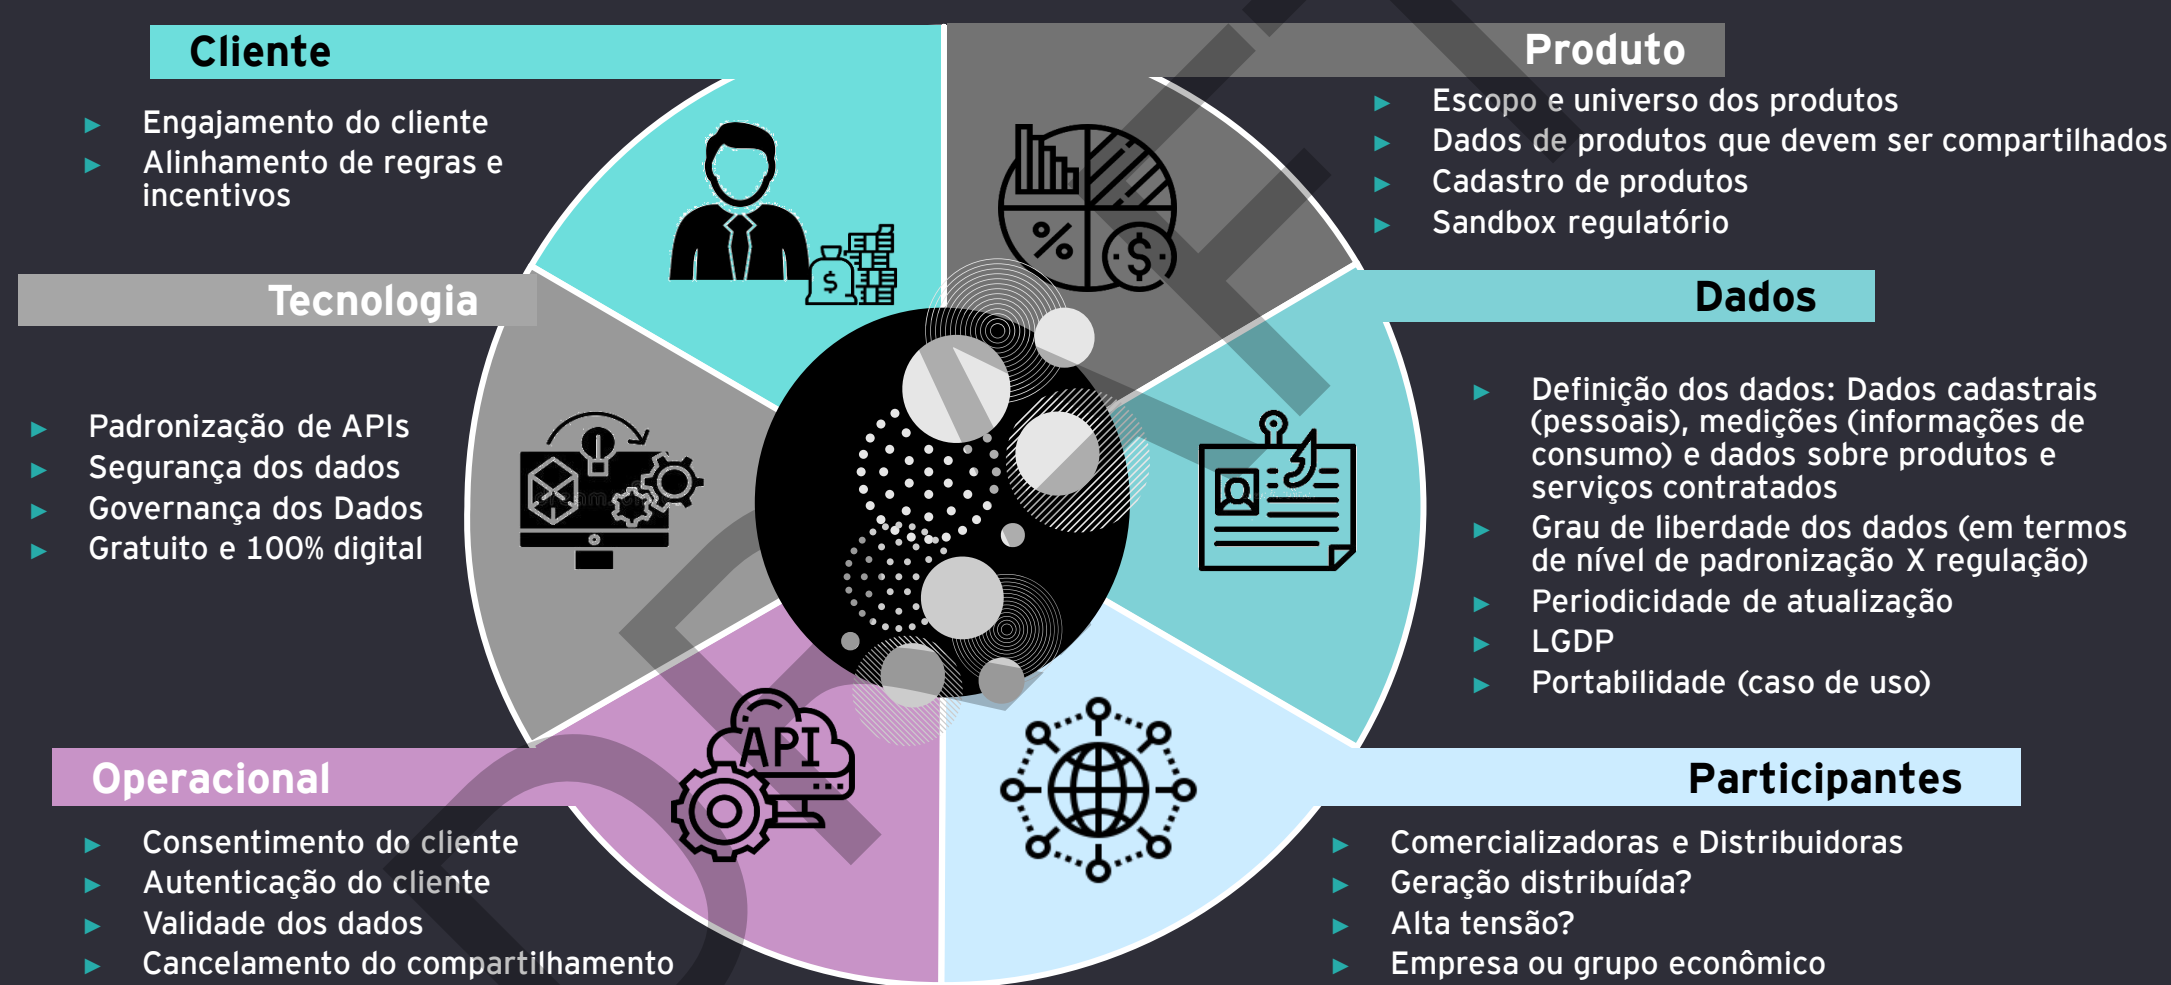 Cliente
Engajamento do cliente
Alinhamento de regras e
incentivos
Produto
Escopo e universo dos produtos
Dados de produtos que devem ser compartilhados
Cadastro de produtos
Sandbox regulatório
Tecnologia
Padronização de APIs
Segurança dos dados
Governança dos Dados
Gratuito e 100% digital
Dados
Definição dos dados: Dados cadastrais
(pessoais), medições (informações de
consumo) e dados sobre produtos e
serviços contratados
Grau de liberdade dos dados (em termos
de nível de padronização X regulação)
Periodicidade de atualização
LGDP
Portabilidade (caso de uso)
Operacional
Consentimento do cliente
Autenticação do cliente
Validade dos dados
Cancelamento do compartilhamento
API
Participantes
Comercializadoras e Distribuidoras
Geração distribuída?
Alta tensão?
Empresa ou grupo econômico
DRAFT